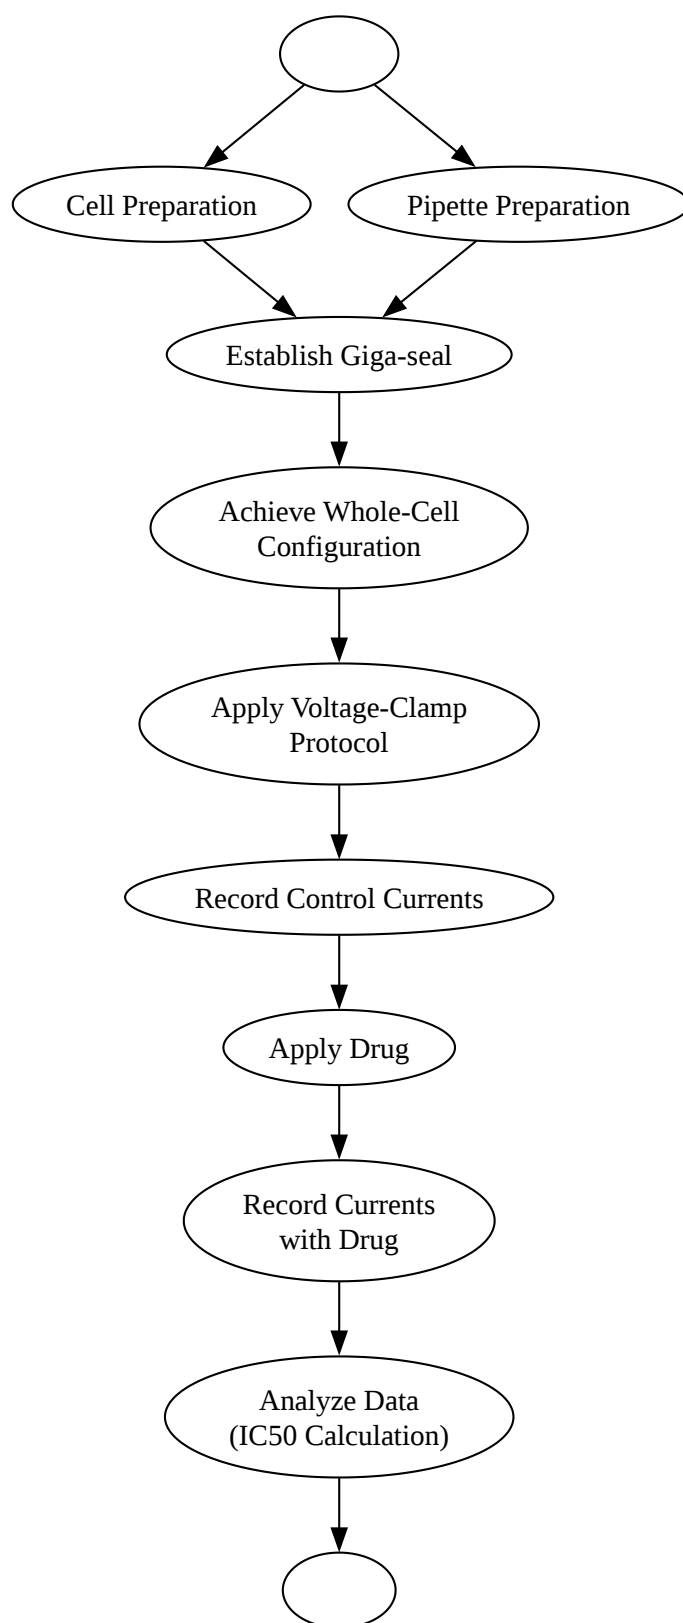 Cell Preparation
Pipette Preparation
Establish Giga-seal
Achieve Whole-Cell
Configuration
Apply Voltage-Clamp
Protocol
Record Control Currents
Apply Drug
Record Currents
with Drug
Analyze Data
(IC50 Calculation)